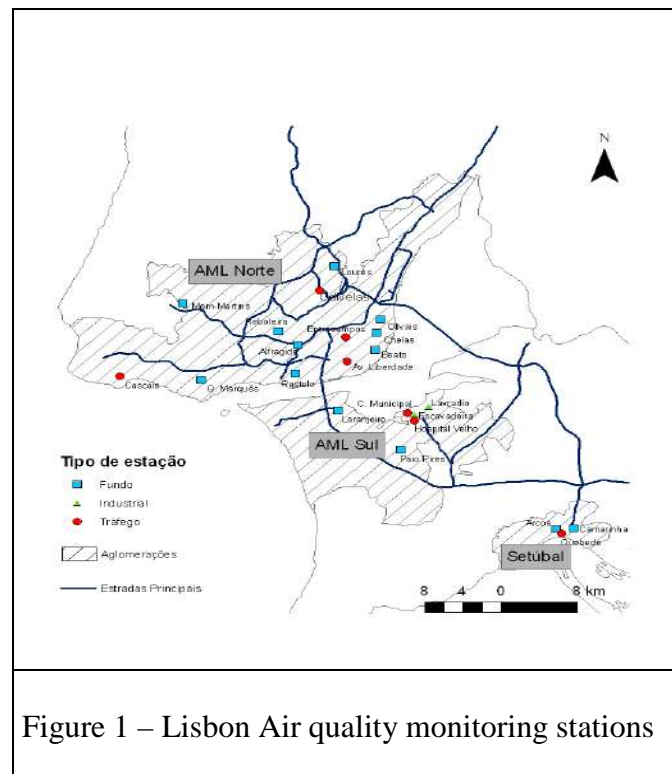 N
AML Norte
Loures
Odivelas
Mem-Martins
Reboleira
Entrecampos
Olivais
Chelas
Alfragide
Beato
Av. Liberdade
Cascais
Q. Marquês
Restelo
C. Municipal
Lavradio
Laranjeiro
Escavadeira
Hospital Velho
AML Sul
Paio Pires
Tipo de estação
Fundo
Industrial
Tráfego
Arcos
Camarinha
Quebedo
Aglomerações
Setúbal
Estradas Principais
8 4 0 8 km
Figure 1 – Lisbon Air quality monitoring stations